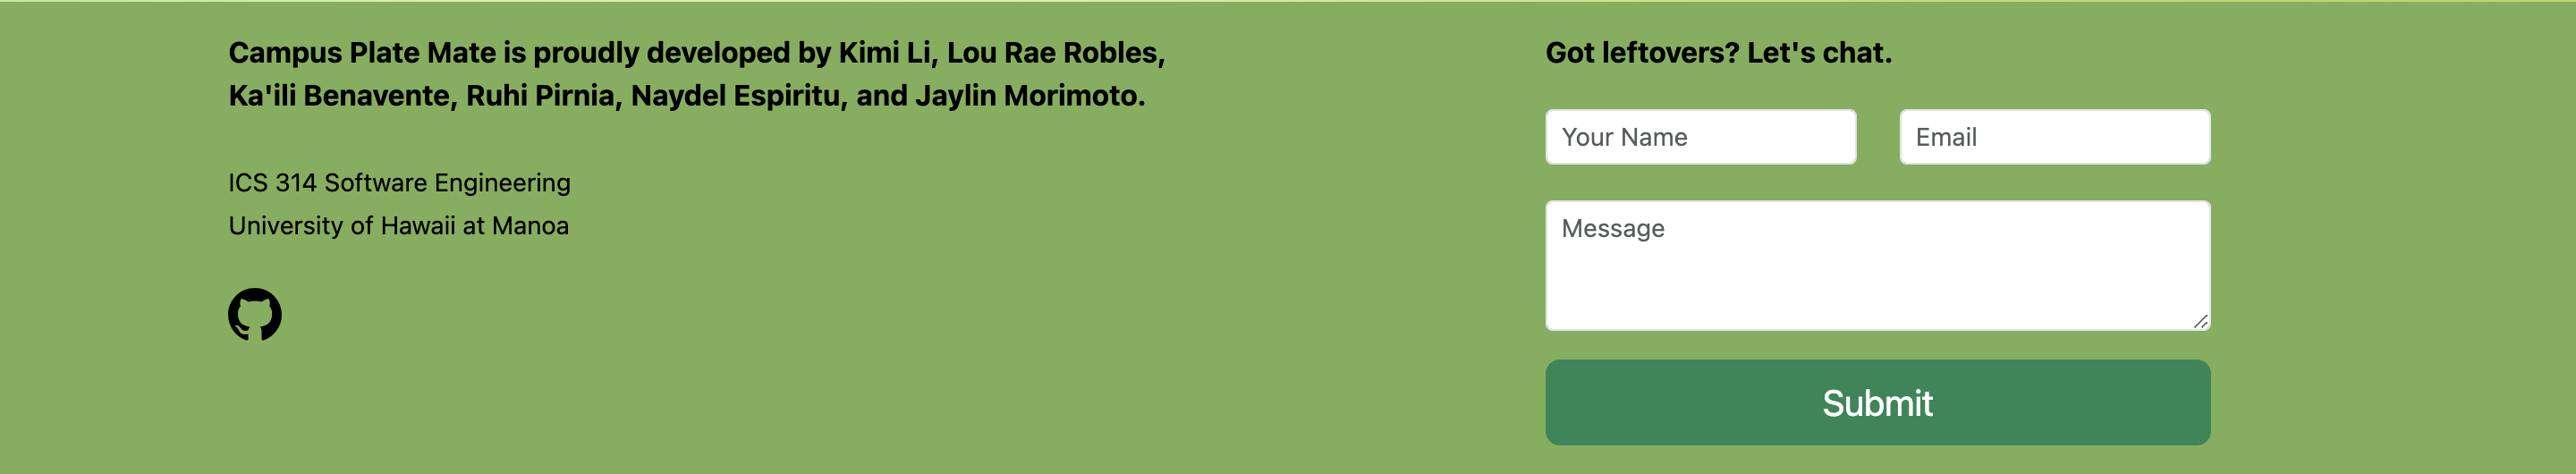 Campus Plate Mate is proudly developed by Kimi Li, Lou Rae Robles,
Ka'ili Benavente, Ruhi Pirnia, Naydel Espiritu, and Jaylin Morimoto.
ICS 314 Software Engineering
University of Hawaii at Manoa
Got leftovers? Let's chat.
Your Name
Email
Message
Submit